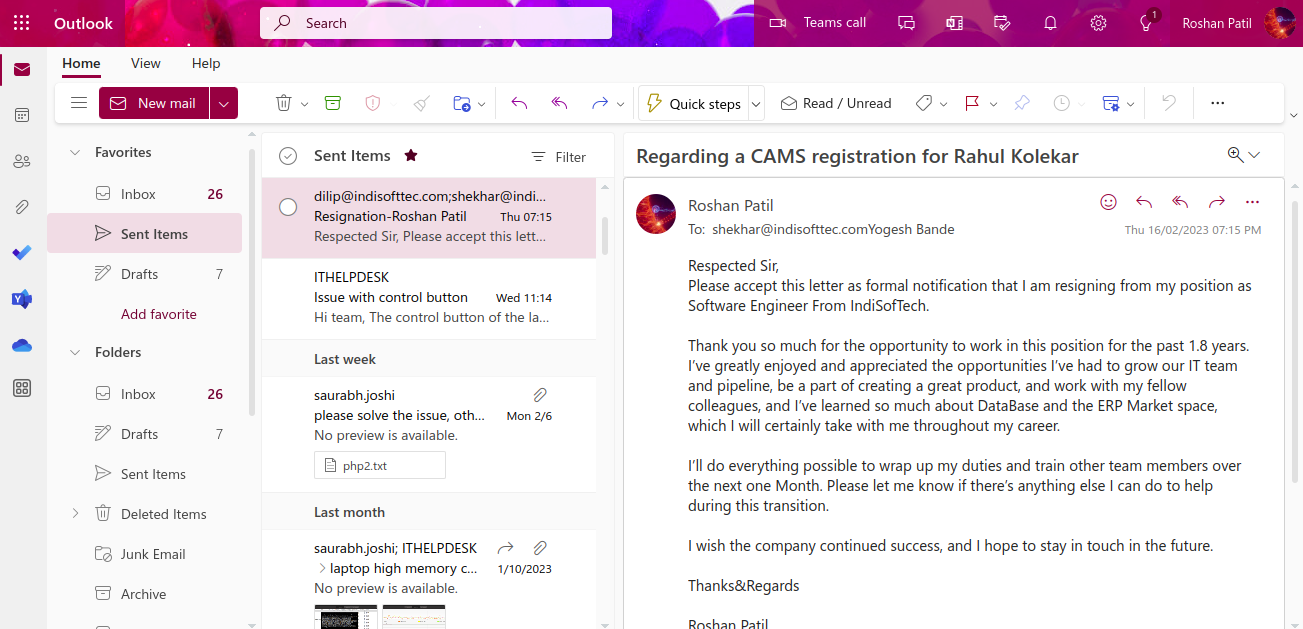 Outlook
Search
Teams call
1
Roshan Patil
Home
View
Help
New mail
Quick steps
Read / Unread
Favorites
Inbox 26
Sent Items
Drafts 7
Add favorite
Folders
Inbox 26
Drafts 7
Sent Items
Deleted Items
Junk Email
Archive
Sent Items
Filter
dilip@indisofttec.com;shekhar@indi...
Resignation-Roshan Patil Thu 07:15
Respected Sir, Please accept this lett...
ITHELPDESK
Issue with control button Wed 11:14
Hi team, The control button of the la...
Last week
saurabh.joshi
please solve the issue, oth... Mon 2/6
No preview is available.
php2.txt
Last month
saurabh.joshi; ITHELPDESK
laptop high memory c... 1/10/2023
No preview is available.
Regarding a CAMS registration for Rahul Kolekar
Roshan Patil
To: shekhar@indisofttec.comYogesh Bande
Thu 16/02/2023 07:15 PM
Respected Sir,
Please accept this letter as formal notification that I am resigning from my position as
Software Engineer From IndiSofTech.
Thank you so much for the opportunity to work in this position for the past 1.8 years.
I've greatly enjoyed and appreciated the opportunities I've had to grow our IT team
and pipeline, be a part of creating a great product, and work with my fellow
colleagues, and I've learned so much about DataBase and the ERP Market space,
which I will certainly take with me throughout my career.
I'll do everything possible to wrap up my duties and train other team members over
the next one Month. Please let me know if there's anything else I can do to help
during this transition.
I wish the company continued success, and I hope to stay in touch in the future.
Thanks&Regards
Roshan Patil